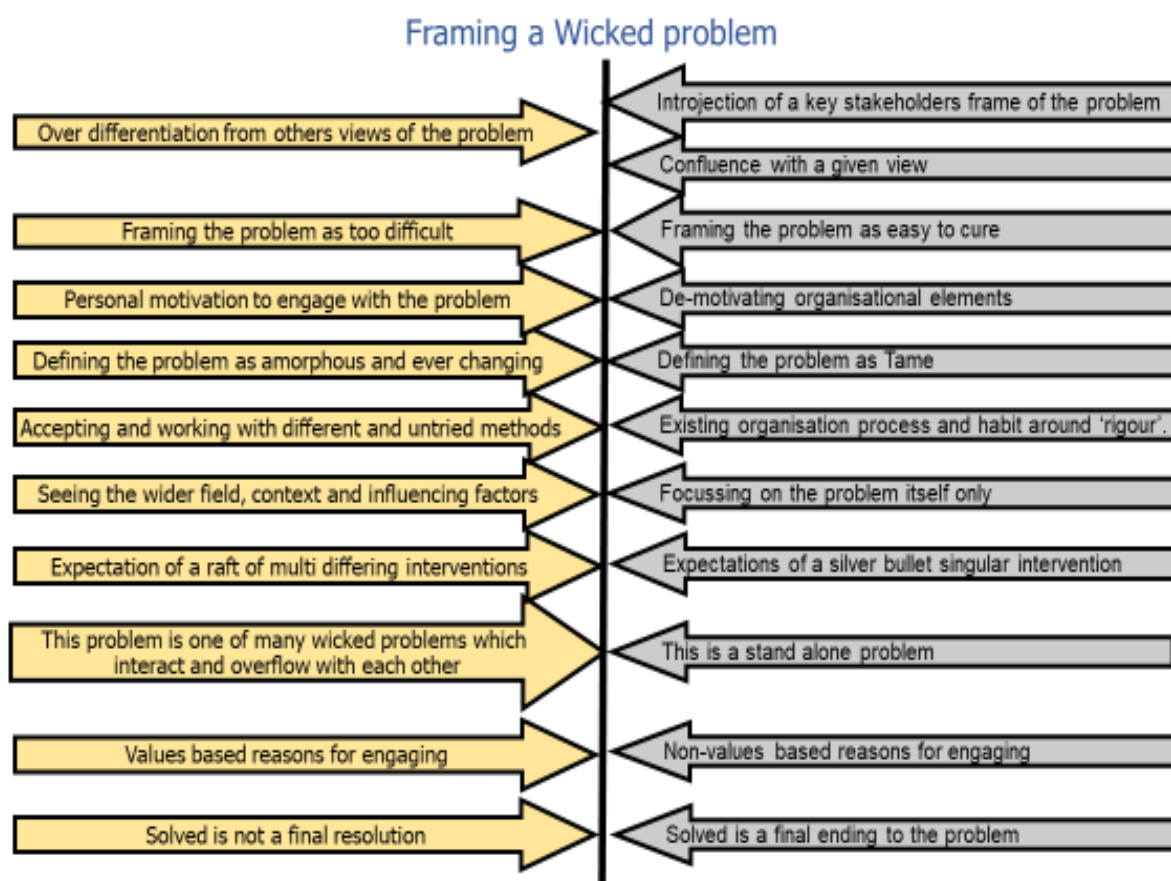 Framing a Wicked problem
Introjection of a key stakeholders frame of the problem
Over differentiation from others views of the problem
Confluence with a given view
Framing the problem as too difficult
Framing the problem as easy to cure
Personal motivation to engage with the problem
De-motivating organisational elements
Defining the problem as amorphous and ever changing
Defining the problem as Tame
Accepting and working with different and untried methods
Existing organisation process and habit around ‘rigour’.
Seeing the wider field, context and influencing factors
Focussing on the problem itself only
Expectation of a raft of multi differing interventions
Expectations of a silver bullet singular intervention
This problem is one of many wicked problems which
interact and overflow with each other
This is a stand alone problem
Values based reasons for engaging
Non-values based reasons for engaging
Solved is not a final resolution
Solved is a final ending to the problem